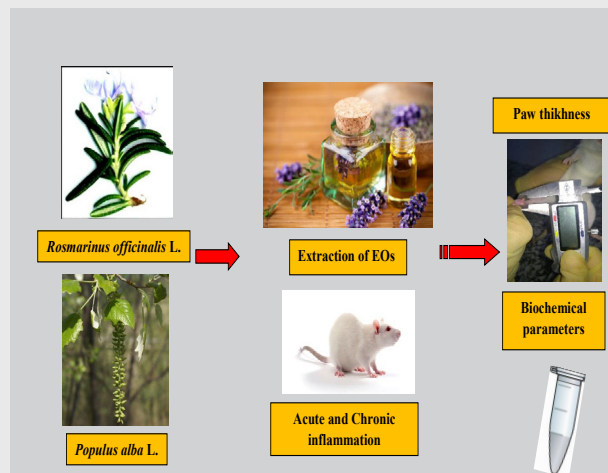 Rosmarinus officinalis L.
Populus alba L.
Extraction of EOs
Acute and Chronic
inflammation
Paw thikhness
Biochemical
parameters